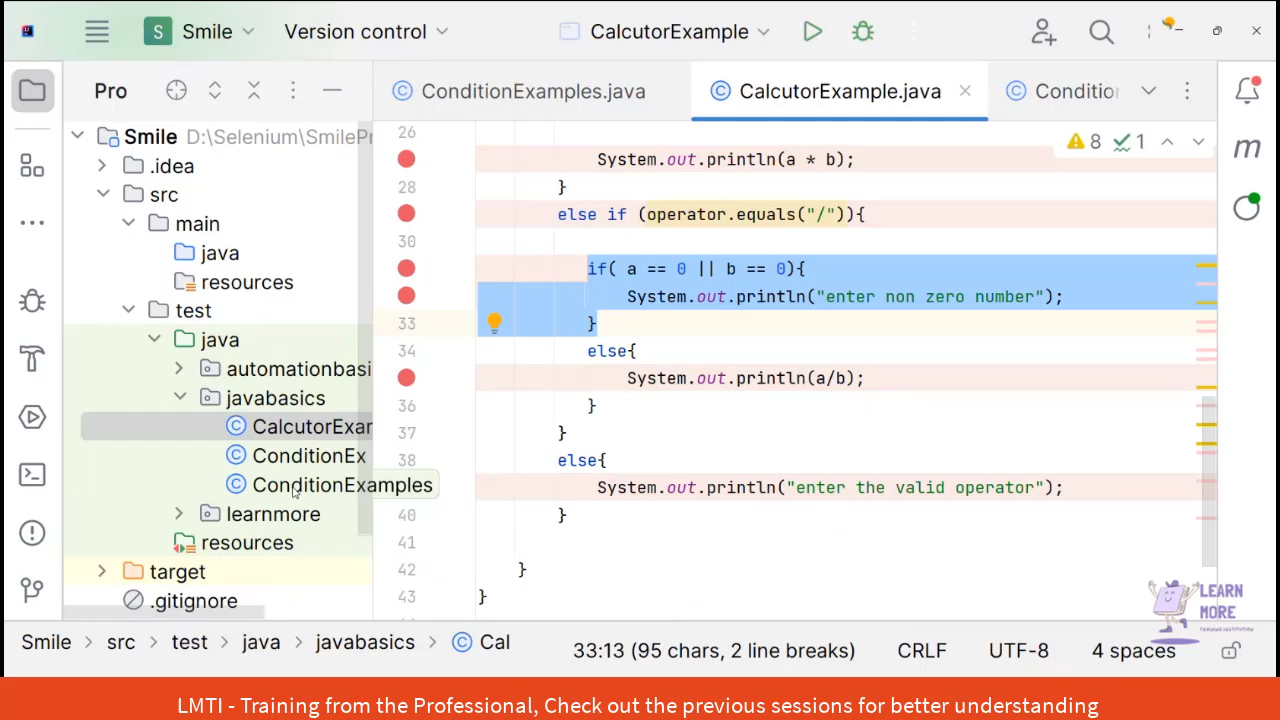 S Smile Version control CalcutorExample
Pro
ConditionExamples.java CalcutorExample.java Conditior
Smile D:\Selenium\SmilePr
.idea
src
main
java
resources
test
java
automationbasi
javabasics
CalcutorExar
ConditionEx
ConditionExamples
learnmore
resources
target
.gitignore
8 1
m
26
System.out.println(a * b);
28 }
else if (operator.equals("/")){
30
if( a == 0 || b == 0){
System.out.println("enter non zero number");
33 }
34 else{
System.out.println(a/b);
36 }
37 }
38 else{
System.out.println("enter the valid operator");
40 }
41
42 }
43 }
LEARN
MORE
Smile > src > test > java > javabasics > Cal
33:13 (95 chars, 2 line breaks) CRLF UTF-8 4 spaces
LMTI - Training from the Professional, Check out the previous sessions for better understanding